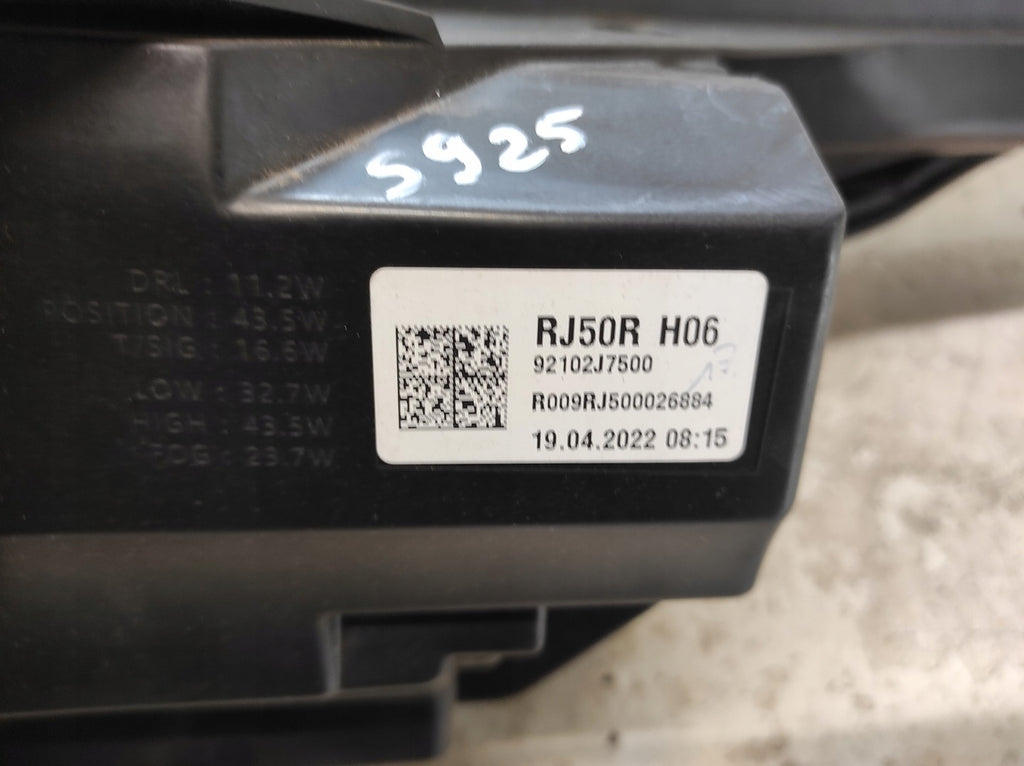 5925
DRL : 11.2W
POSITION : 43.5W
T/SIG : 16.6W
LOW : 32.7W
HIGH : 43.5W
FOG : 23.7W
RJ50R H06
92102J7500
R009RJ500026884
19.04.2022 08:15